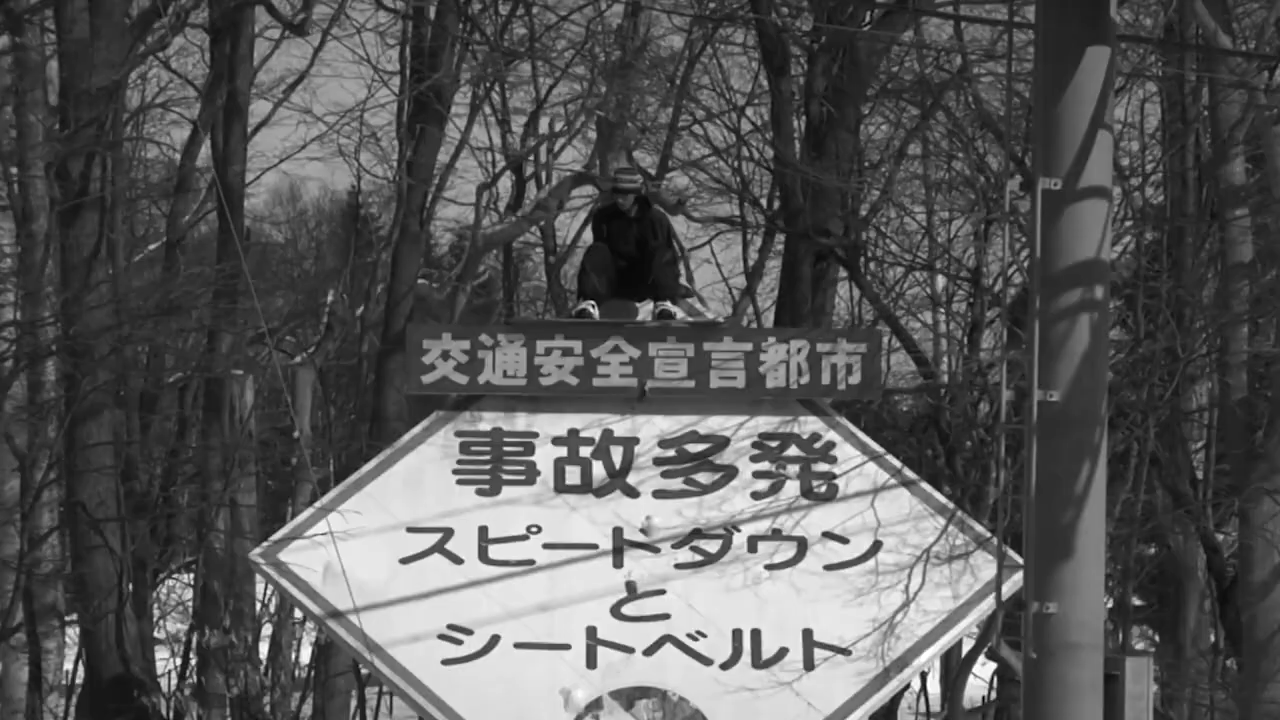 交通安全宣言都市
事故多発
スピードダウン
と
シートベルト